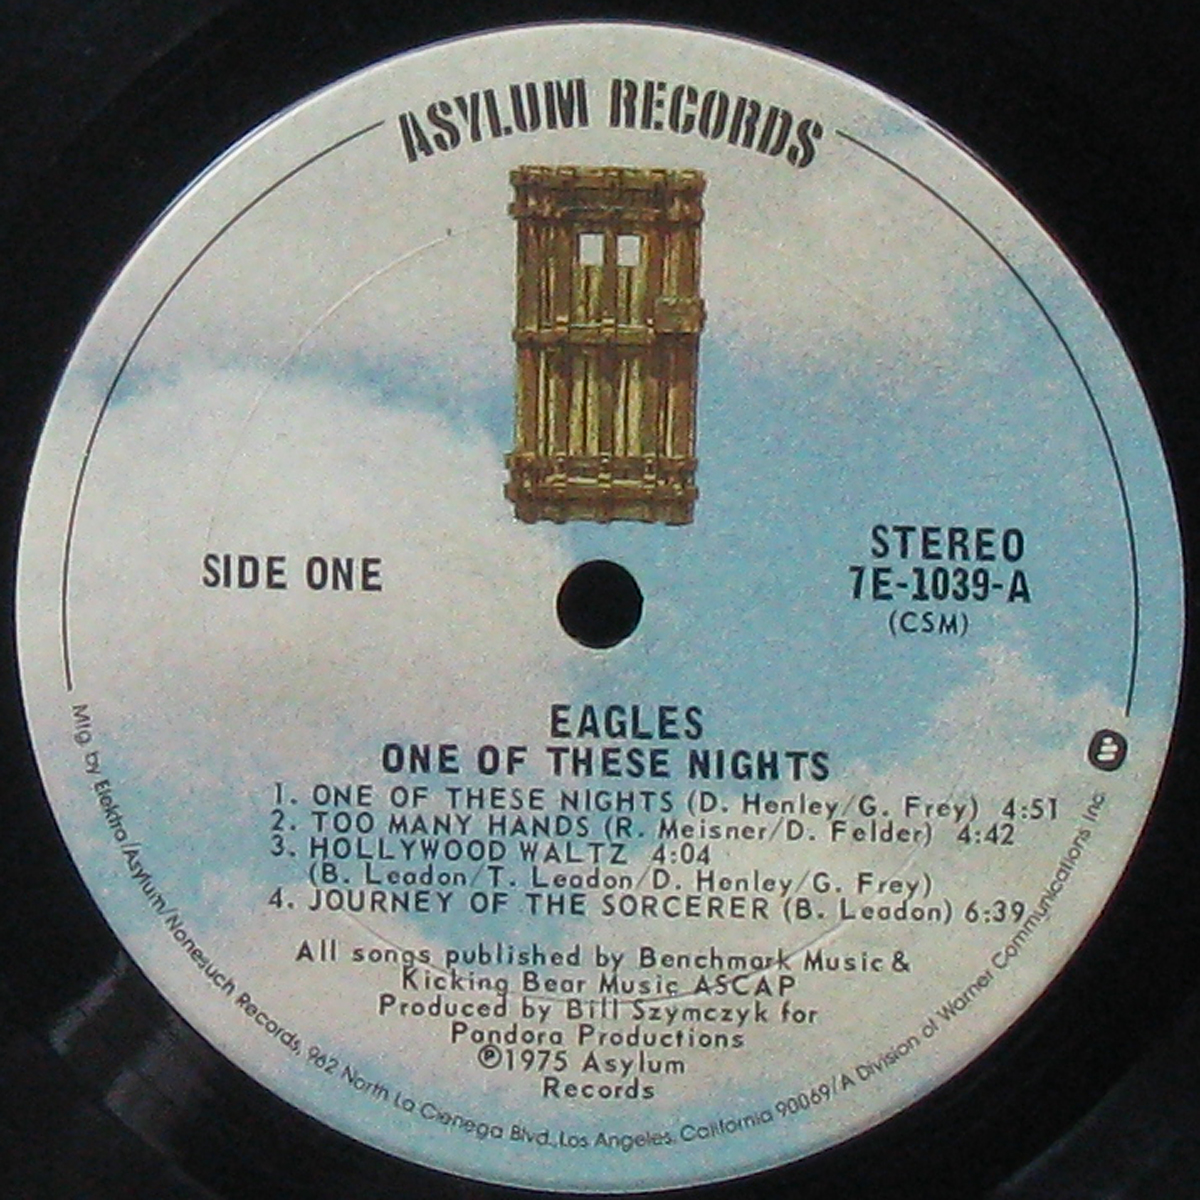 ASYLUM RECORDS
SIDE ONE
STEREO
7E-1039-A
(CSM)
EAGLES
ONE OF THESE NIGHTS
1. ONE OF THESE NIGHTS (D. Henley/G. Frey) 4:51
2. TOO MANY HANDS (R. Meisner/D. Felder) 4:42
3. HOLLYWOOD WALTZ 4:04
(B. Leadon/T. Leadon/D. Henley/G. Frey)
4. JOURNEY OF THE SORCERER (B. Leadon) 6:39
All songs published by Benchmark Music &
Kicking Bear Music ASCAP
Produced by Bill Szymczyk for
Pandora Productions
℗1975 Asylum
Records
Mfg. by Elektra/Asylum/Nonesuch Records, 962 North La Cienega Blvd., Los Angeles, California 90069/A Division of Warner Communications Inc.